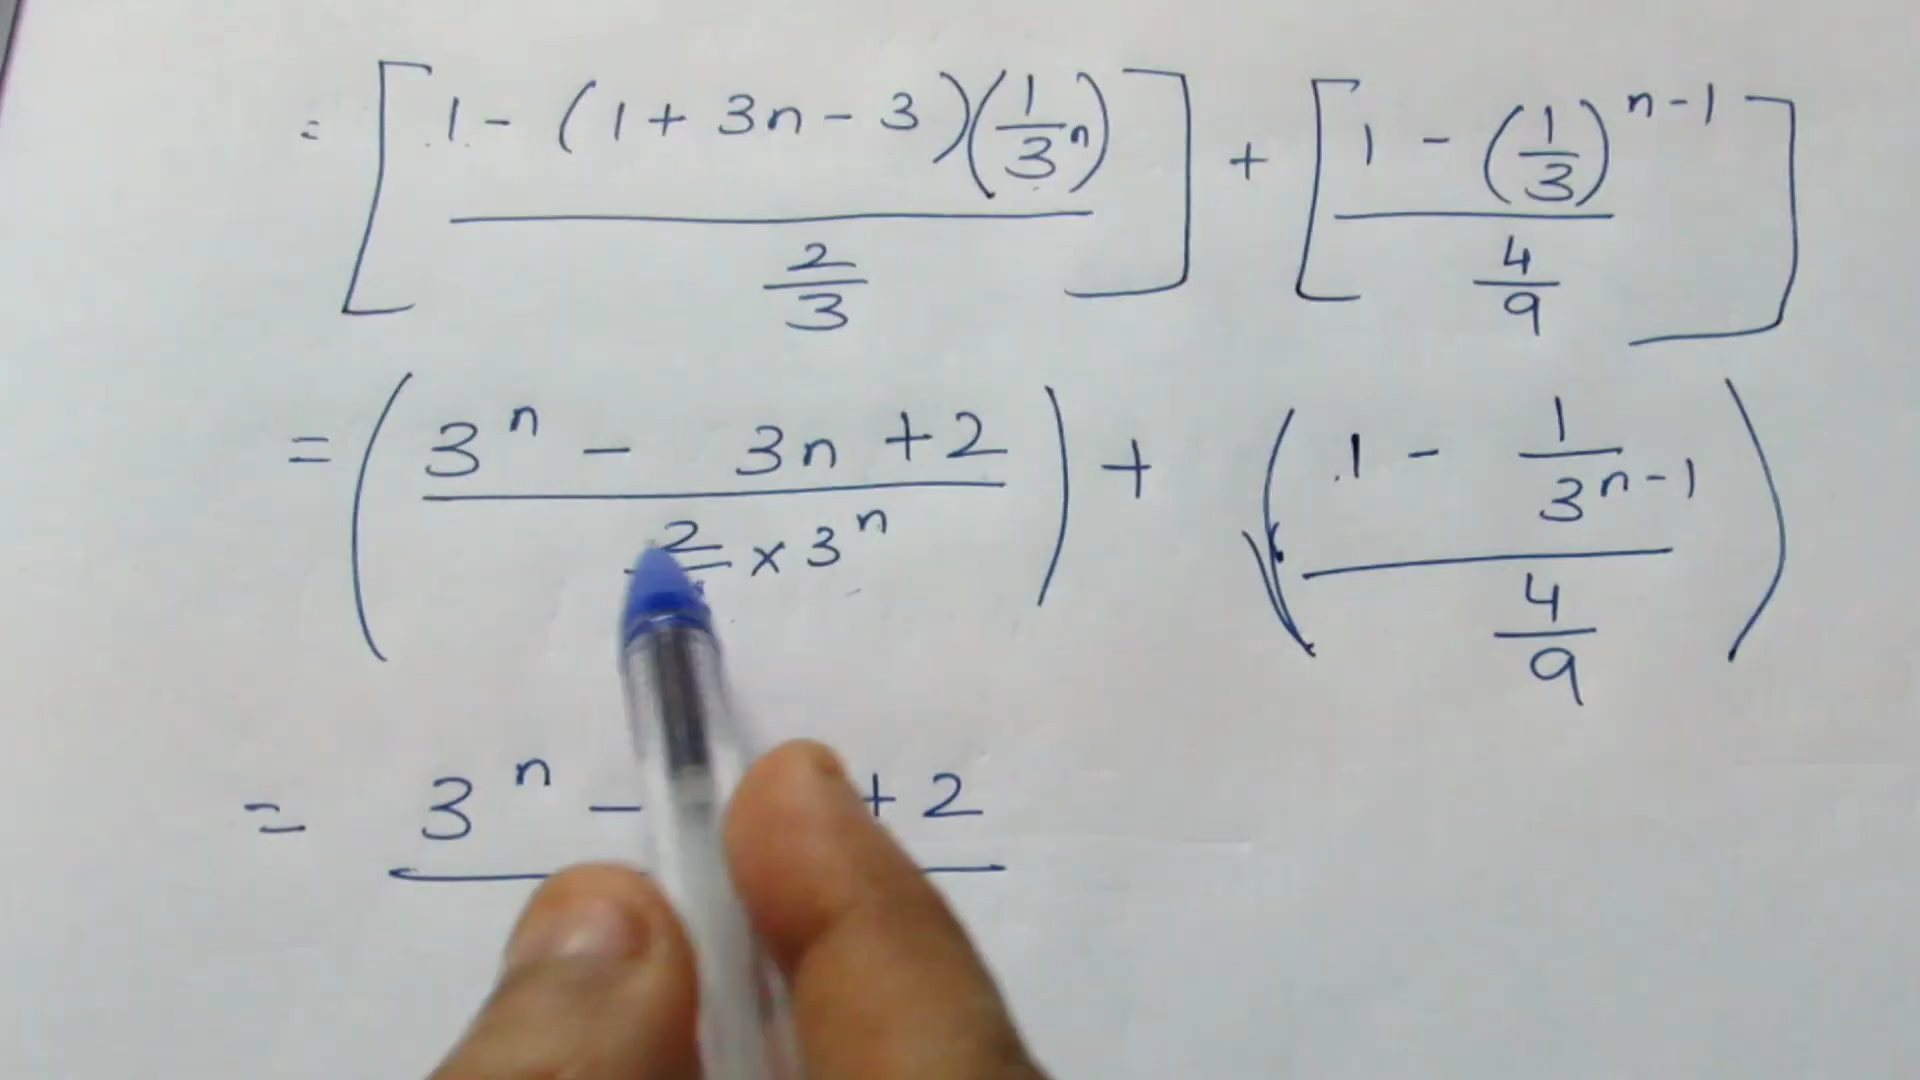 = [ 1 - (1 + 3n - 3)(1/3^n) / 2/3 ] + [ 1 - (1/3)^(n-1) / 4/9 ]
= ( 3^n - 3n + 2 / 2/ × 3^n ) + ( 1 - 1/3^(n-1) / 4/9 )
= 3^n - + 2